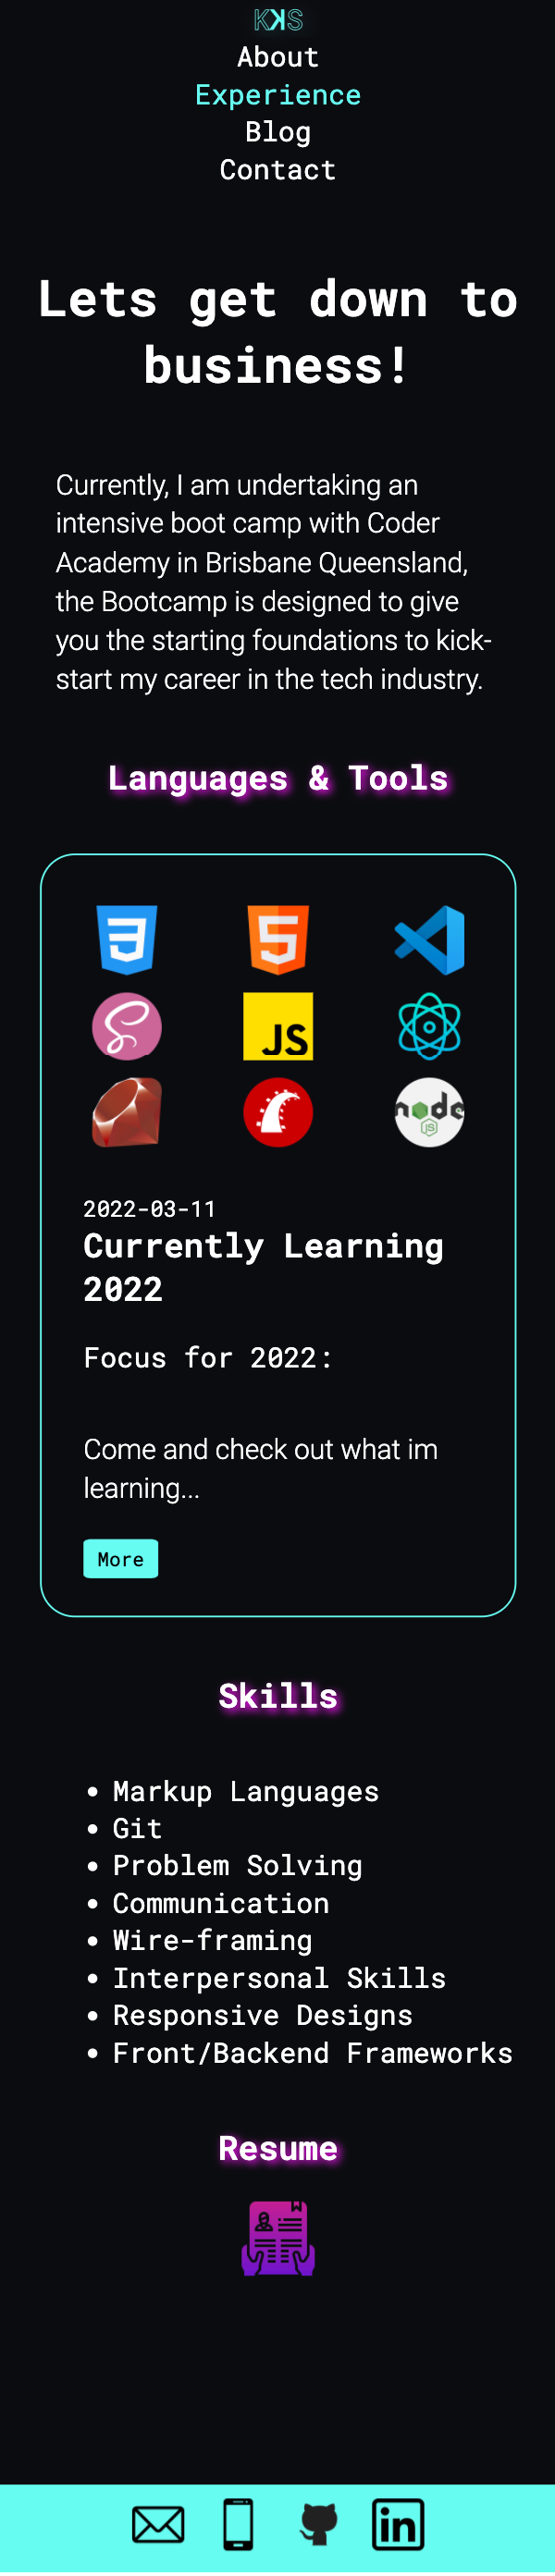 KKS
About
Experience
Blog
Contact
Lets get down to
business!
Currently, I am undertaking an
intensive boot camp with Coder
Academy in Brisbane Queensland,
the Bootcamp is designed to give
you the starting foundations to kick-
start my career in the tech industry.
Languages & Tools
3
5
JS
node
JS
2022-03-11
Currently Learning
2022
Focus for 2022:
Come and check out what im
learning...
More
Skills
• Markup Languages
• Git
• Problem Solving
• Communication
• Wire-framing
• Interpersonal Skills
• Responsive Designs
• Front/Backend Frameworks
Resume
in